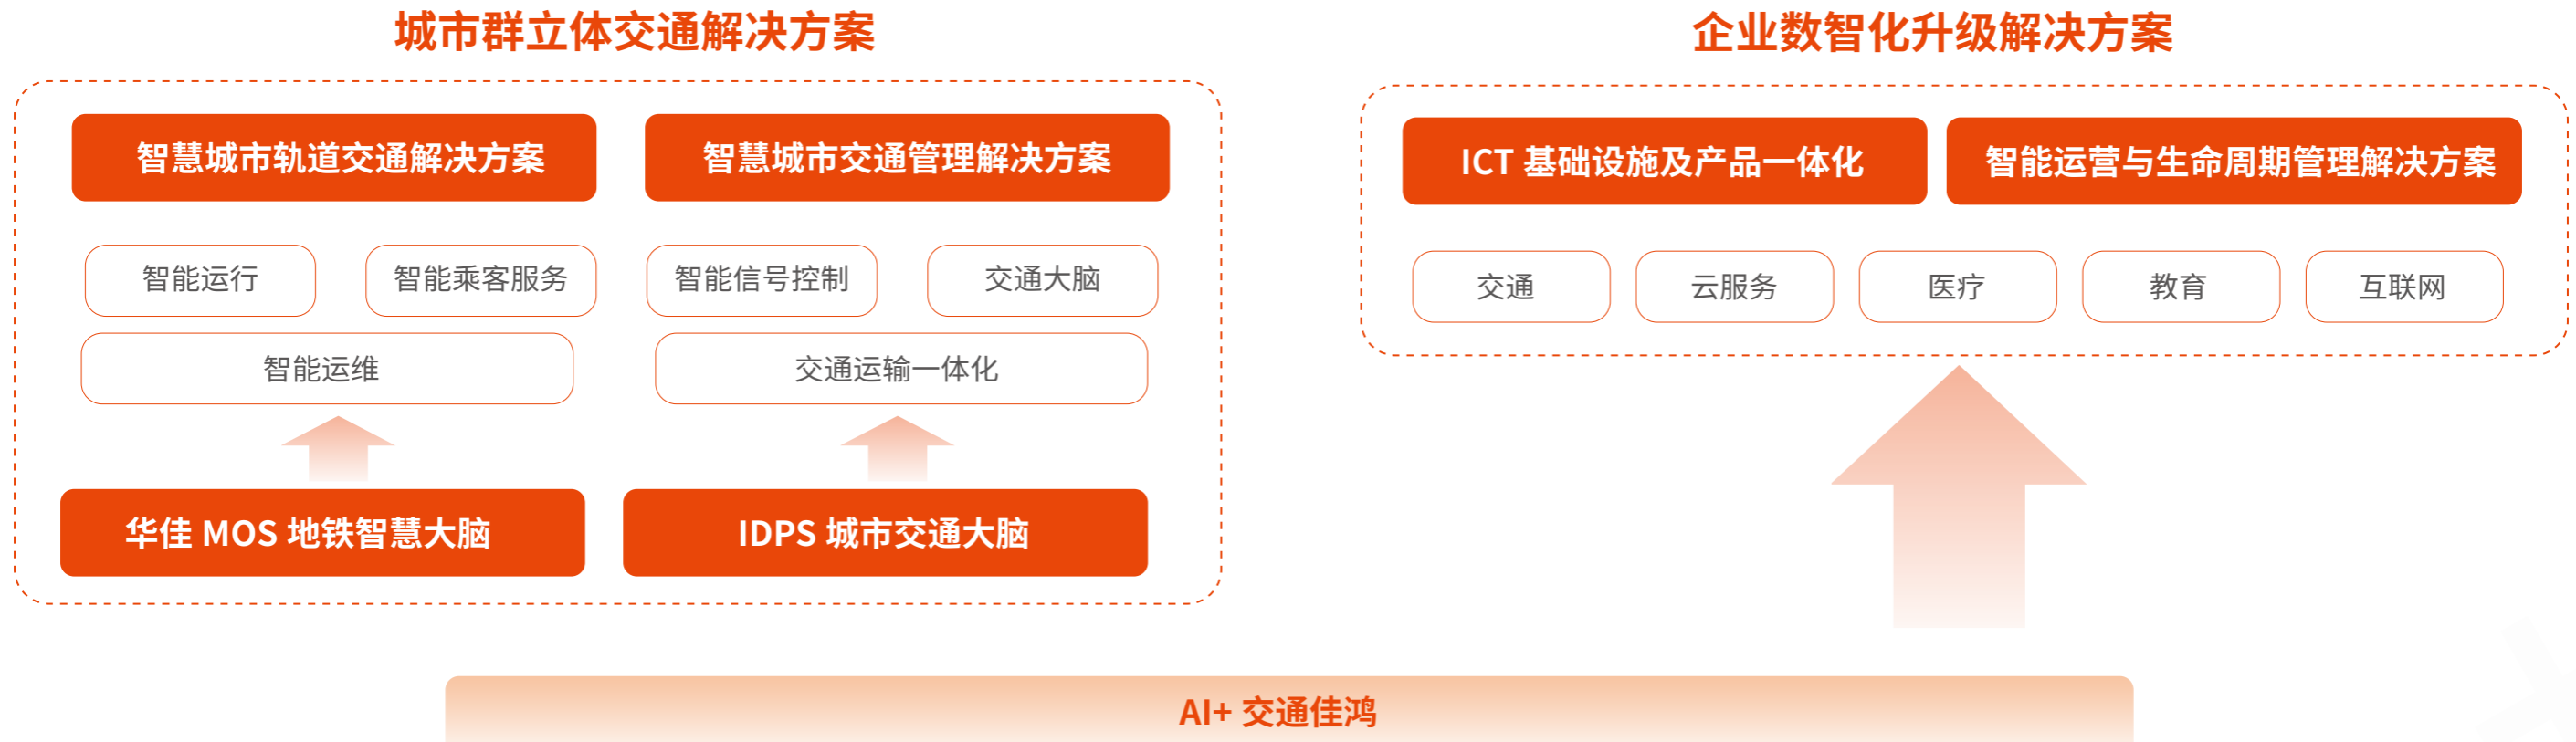 城市群立体交通解决方案
智慧城市轨道交通解决方案
智慧城市交通管理解决方案
智能运行
智能乘客服务
智能信号控制
交通大脑
智能运维
交通运输一体化
华佳 MOS 地铁智慧大脑
IDPS 城市交通大脑
企业数智化升级解决方案
ICT 基础设施及产品一体化
智能运营与生命周期管理解决方案
交通
云服务
医疗
教育
互联网
AI+ 交通佳鸿